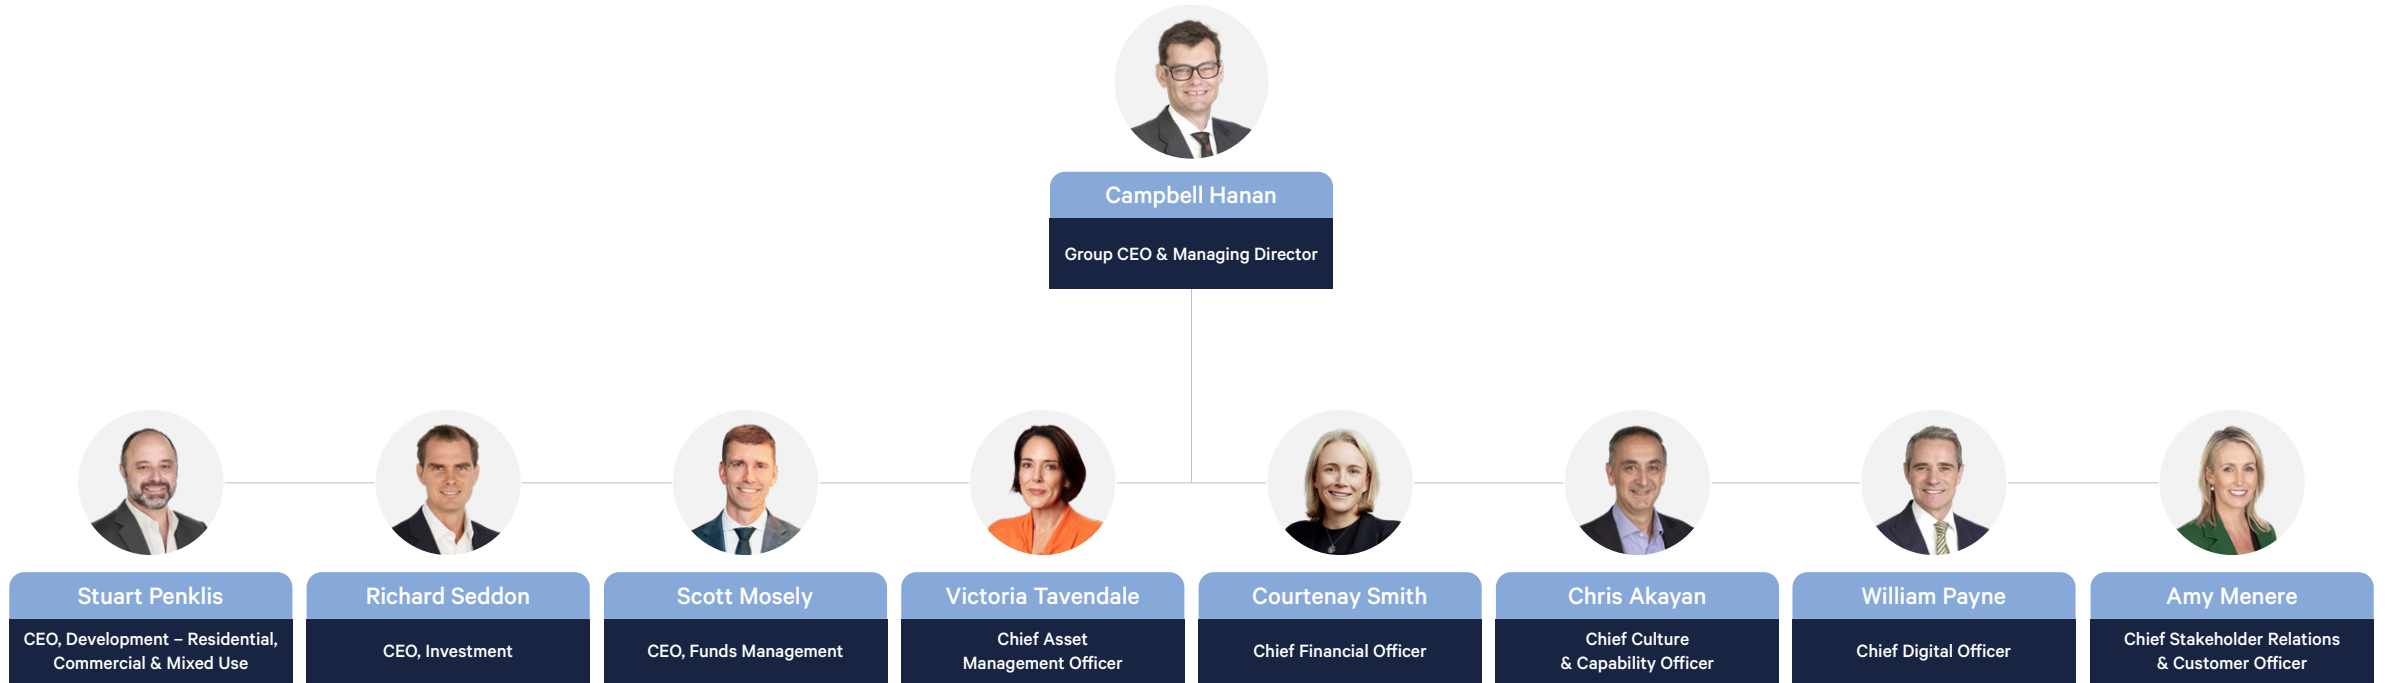 Campbell Hanan
Group CEO & Managing Director
Stuart Penklis
CEO, Development – Residential,
Commercial & Mixed Use
Richard Seddon
CEO, Investment
Scott Mosely
CEO, Funds Management
Victoria Tavendale
Chief Asset
Management Officer
Courtenay Smith
Chief Financial Officer
Chris Akayan
Chief Culture
& Capability Officer
William Payne
Chief Digital Officer
Amy Menere
Chief Stakeholder Relations
& Customer Officer